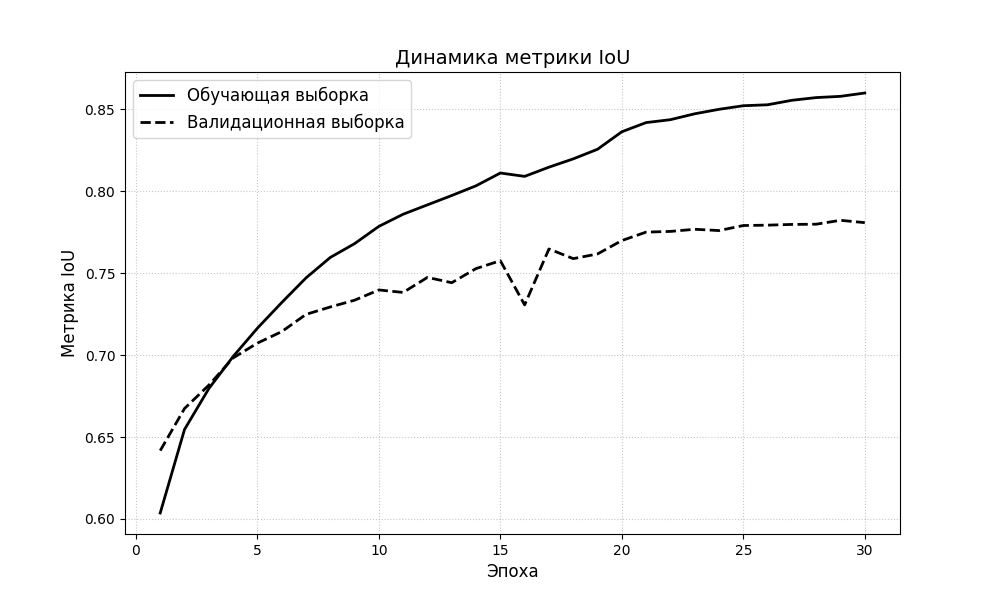 Динамика метрики IoU
Обучающая выборка
Валидационная выборка
Метрика IoU
0.85
0.80
0.75
0.70
0.65
0.60
0 5 10 15 20 25 30
Эпоха